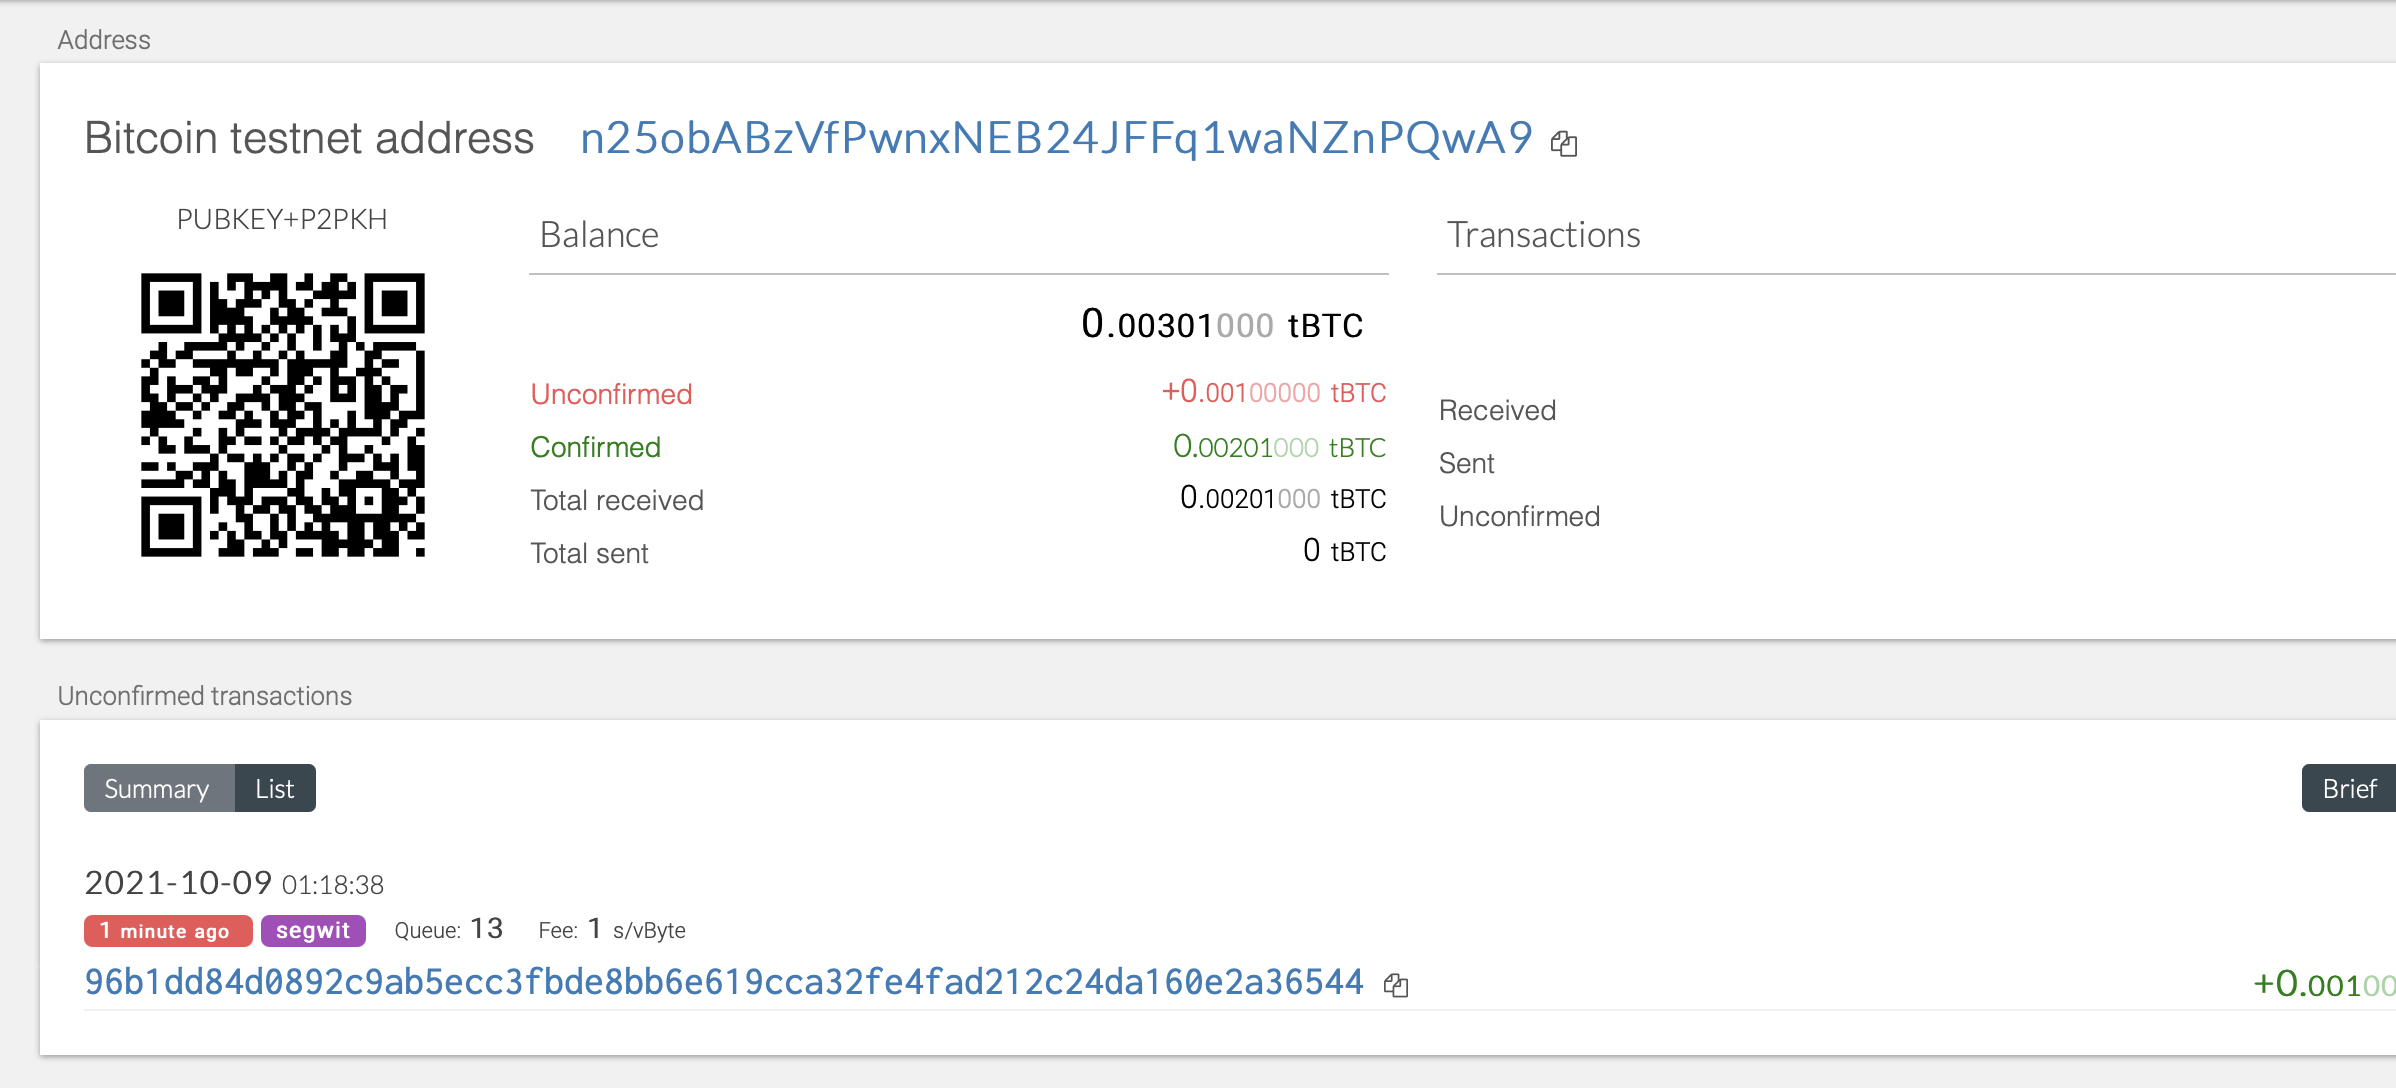 Address
Bitcoin testnet address n25obABzVfPwnxNEB24JFFq1waNZnPQwA9
PUBKEY+P2PKH
Balance
0.00301000 tBTC
Unconfirmed +0.00100000 tBTC
Confirmed 0.00201000 tBTC
Total received 0.00201000 tBTC
Total sent 0 tBTC
Transactions
Received
Sent
Unconfirmed
Unconfirmed transactions
Summary List
Brief
2021-10-09 01:18:38
1 minute ago segwit Queue: 13 Fee: 1 s/vByte
96b1dd84d0892c9ab5ecc3fbde8bb6e619cca32fe4fad212c24da160e2a36544 +0.00100